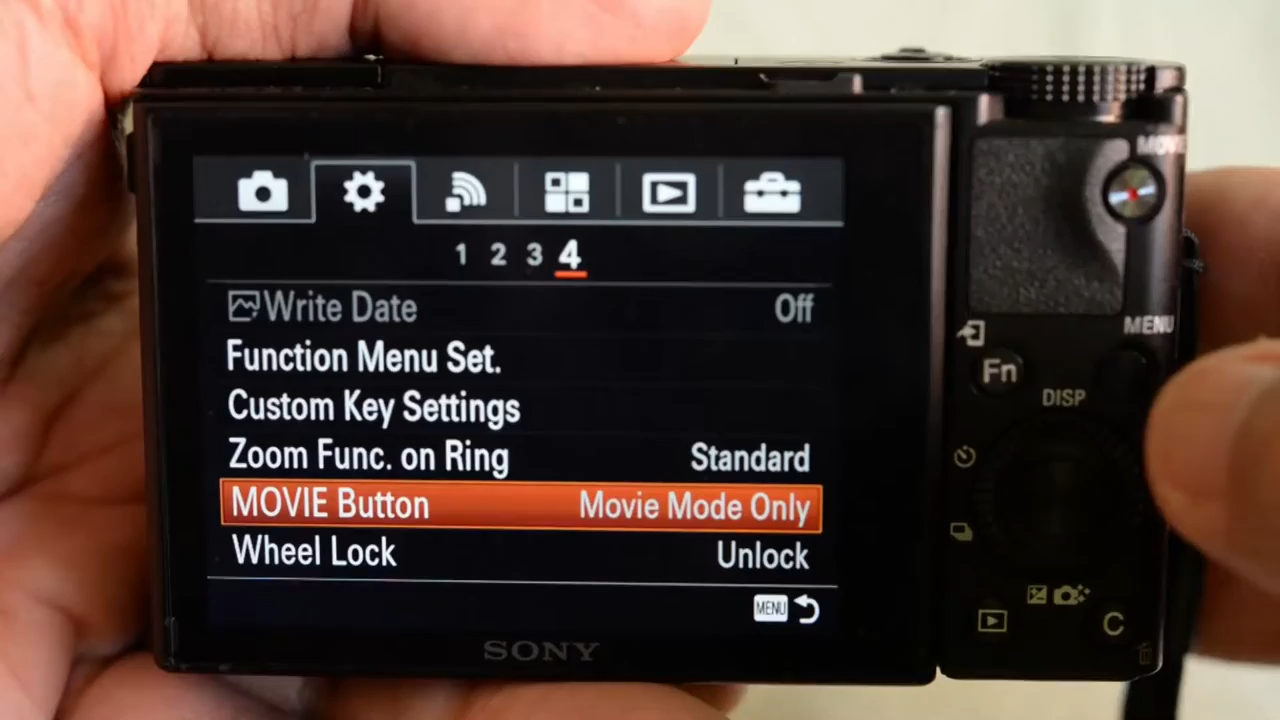 MOVIE
1 2 3 4
Write Date Off
Function Menu Set.
Custom Key Settings
Zoom Func. on Ring Standard
MOVIE Button Movie Mode Only
Wheel Lock Unlock
MENU
SONY
MENU
Fn
DISP
C